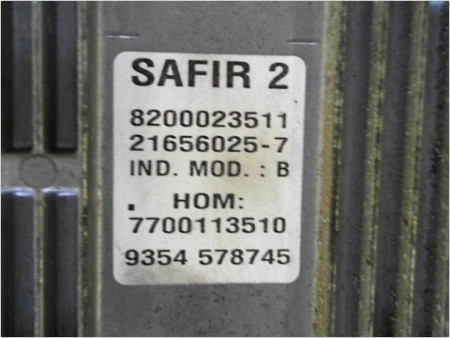 SAFIR 2
8200023511
21656025-7
IND. MOD. : B
. HOM:
7700113510
9354 578745